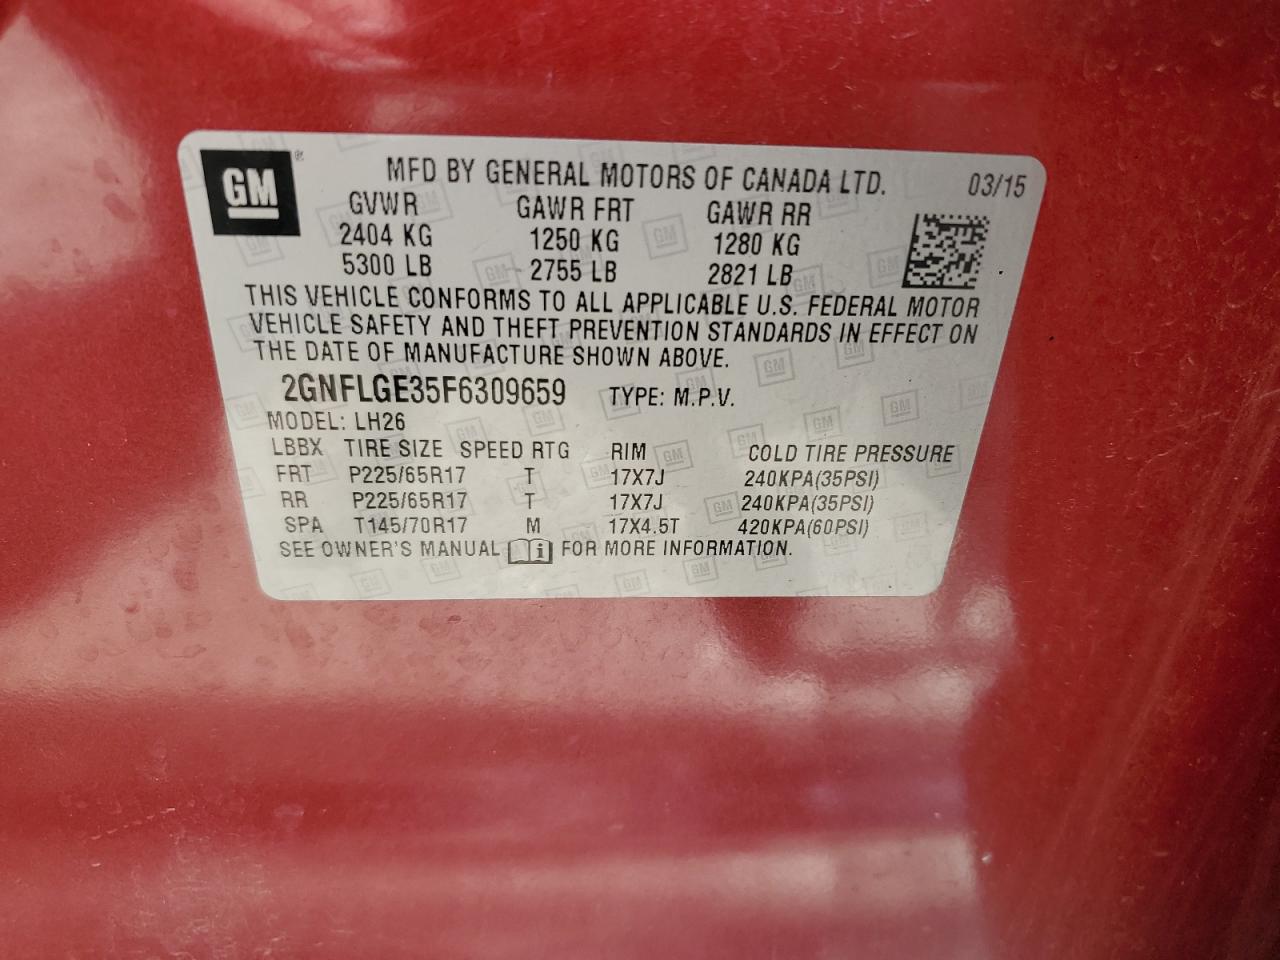 GM ® MFD BY GENERAL MOTORS OF CANADA LTD. 03/15
GVWR GAWR FRT GAWR RR
2404 KG 1250 KG 1280 KG
5300 LB 2755 LB 2821 LB
THIS VEHICLE CONFORMS TO ALL APPLICABLE U.S. FEDERAL MOTOR
VEHICLE SAFETY AND THEFT PREVENTION STANDARDS IN EFFECT ON
THE DATE OF MANUFACTURE SHOWN ABOVE.
2GNFLGE35F6309659 TYPE: M.P.V.
MODEL: LH26
LBBX TIRE SIZE SPEED RTG RIM COLD TIRE PRESSURE
FRT P225/65R17 T 17X7J 240KPA(35PSI)
RR P225/65R17 T 17X7J 240KPA(35PSI)
SPA T145/70R17 M 17X4.5T 420KPA(60PSI)
SEE OWNER'S MANUAL i FOR MORE INFORMATION.